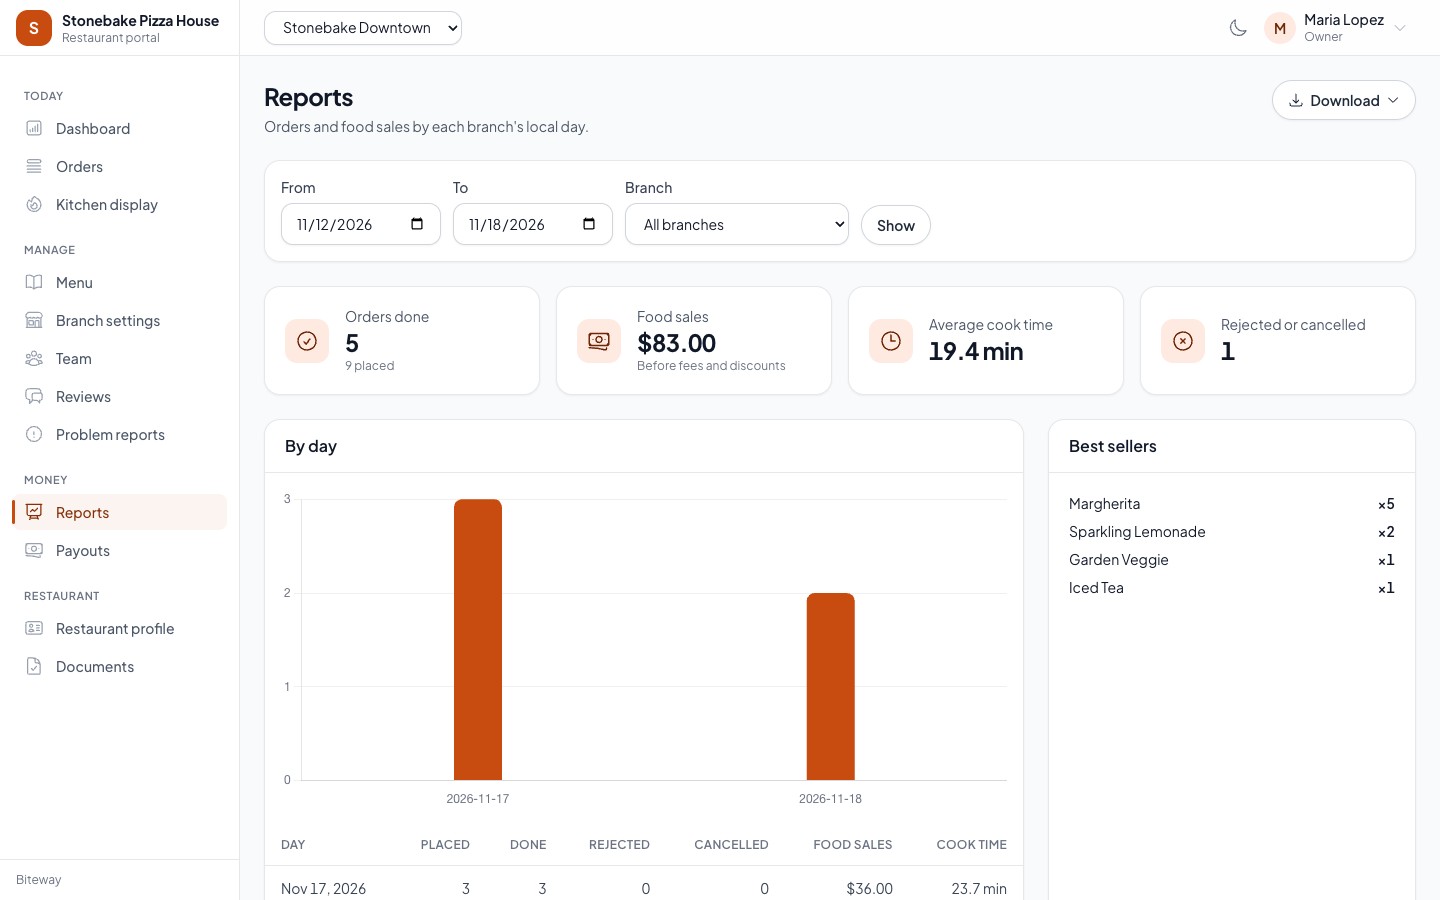 S
Stonebake Pizza House
Restaurant portal
Stonebake Downtown
M
Maria Lopez
Owner
TODAY
Dashboard
Orders
Kitchen display
MANAGE
Menu
Branch settings
Team
Reviews
Problem reports
MONEY
Reports
Payouts
RESTAURANT
Restaurant profile
Documents
Biteway
Reports
Orders and food sales by each branch's local day.
Download
From
To
Branch
11/12/2026
11/18/2026
All branches
Show
Orders done
5
9 placed
Food sales
$83.00
Before fees and discounts
Average cook time
19.4 min
Rejected or cancelled
1
By day
3
2
1
0
2026-11-17
2026-11-18
DAY PLACED DONE REJECTED CANCELLED FOOD SALES COOK TIME
Nov 17, 2026 3 3 0 0 $36.00 23.7 min
Best sellers
Margherita ×5
Sparkling Lemonade ×2
Garden Veggie ×1
Iced Tea ×1